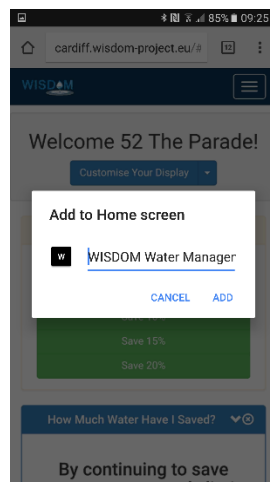 85% 09:25
cardiff.wisdom-project.eu/# 12
WISDOM
Welcome 52 The Parade!
Customise Your Display
Add to Home screen
W WISDOM Water Manager
CANCEL ADD
Save 15%
Save 20%
How Much Water Have I Saved?
By continuing to save